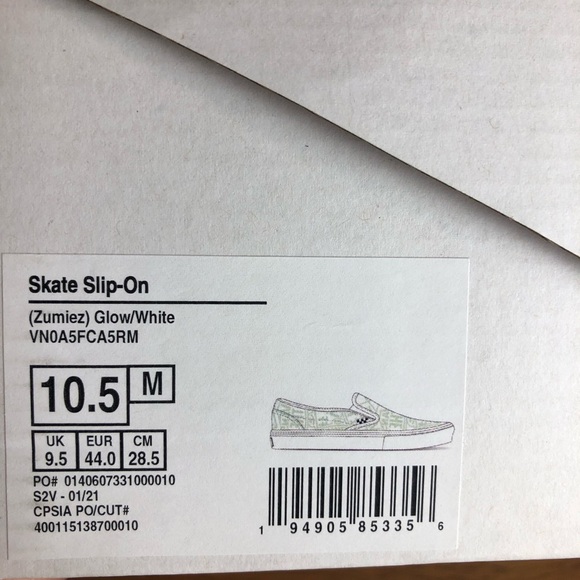 Skate Slip-On
(Zumiez) Glow/White
VN0A5FCA5RM
10.5 M
UK EUR CM
9.5 44.0 28.5
PO# 0140607331000010
S2V - 01/21
CPSIA PO/CUT#
400115138700010
1 94905 85335 6